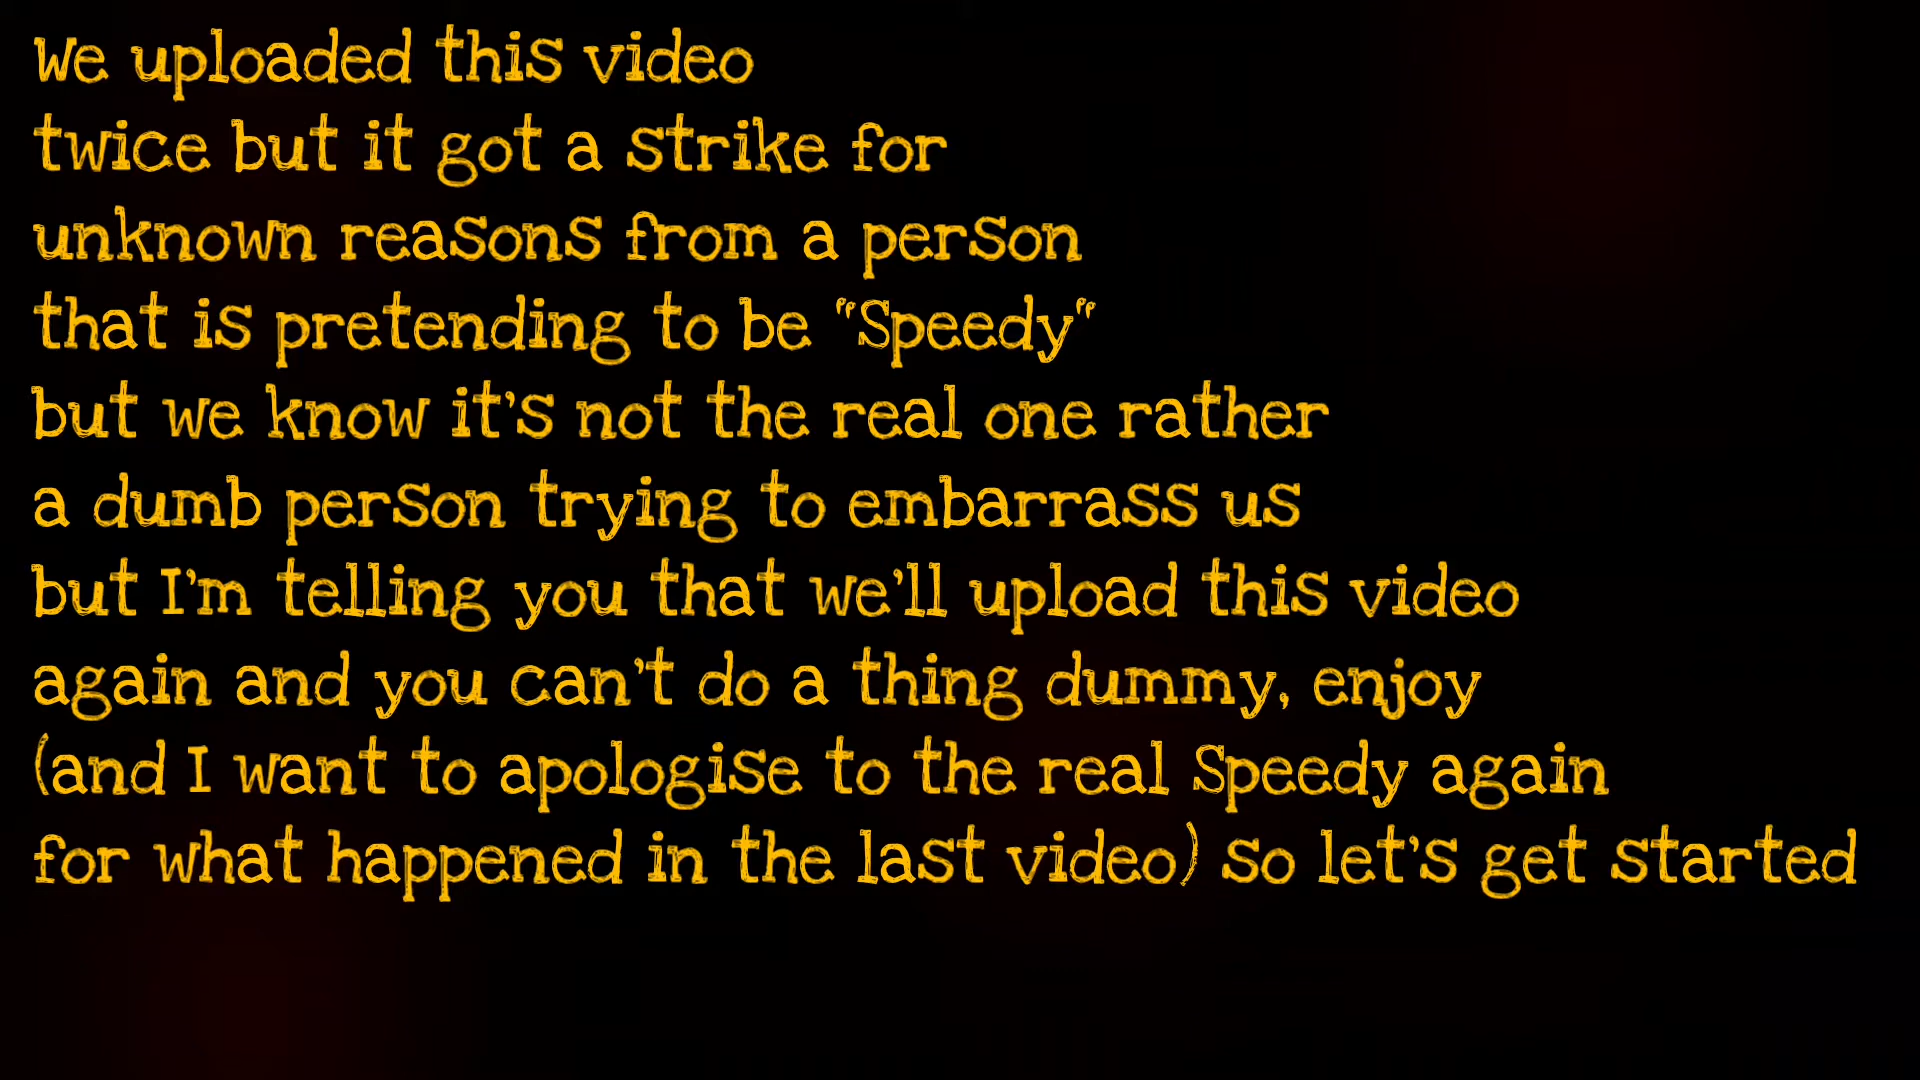 We uploaded this video
twice but it got a strike for
unknown reasons from a person
that is pretending to be "Speedy"
but we know it's not the real one rather
a dumb person trying to embarrass us
but I'm telling you that we'll upload this video
again and you can't do a thing dummy, enjoy
(and I want to apologise to the real Speedy again
for what happened in the last video) so let's get started